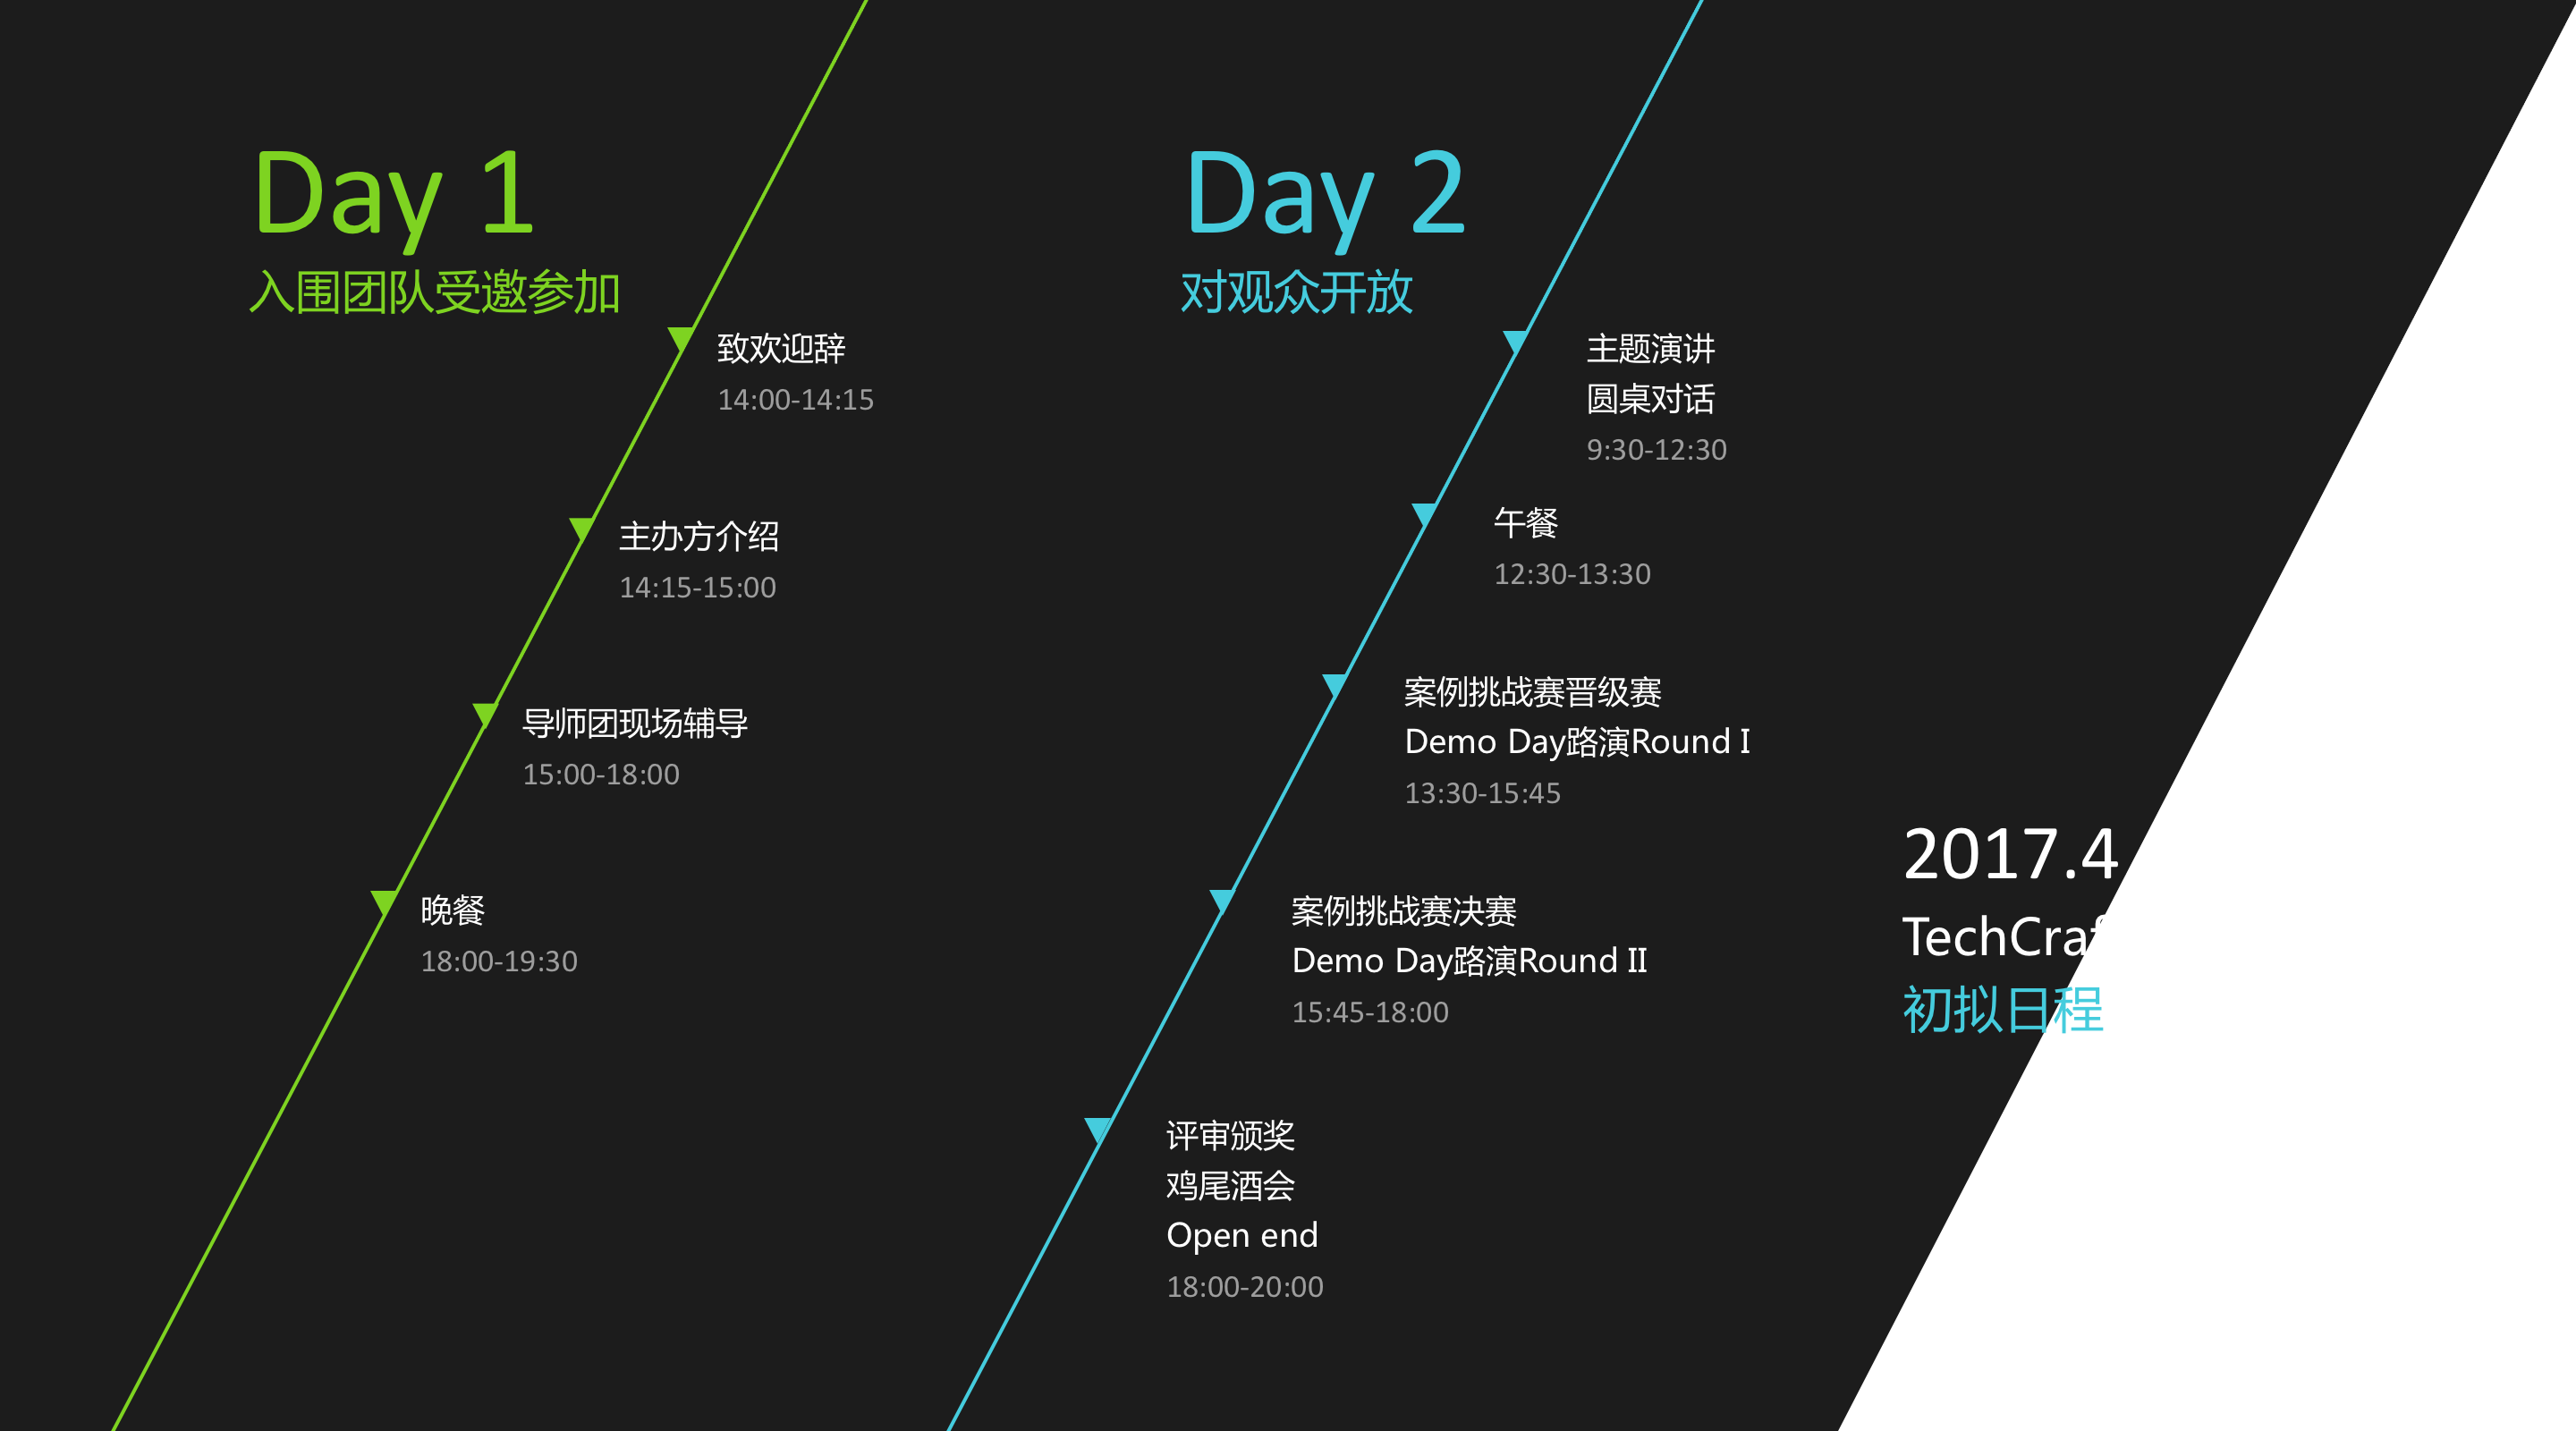 Day 1
入围团队受邀参加
致欢迎辞
14:00-14:15
主办方介绍
14:15-15:00
导师团现场辅导
15:00-18:00
晚餐
18:00-19:30
Day 2
对观众开放
主题演讲
圆桌对话
9:30-12:30
午餐
12:30-13:30
案例挑战赛晋级赛
Demo Day路演Round I
13:30-15:45
案例挑战赛决赛
Demo Day路演Round II
15:45-18:00
评审颁奖
鸡尾酒会
Open end
18:00-20:00
2017.4
初拟日程